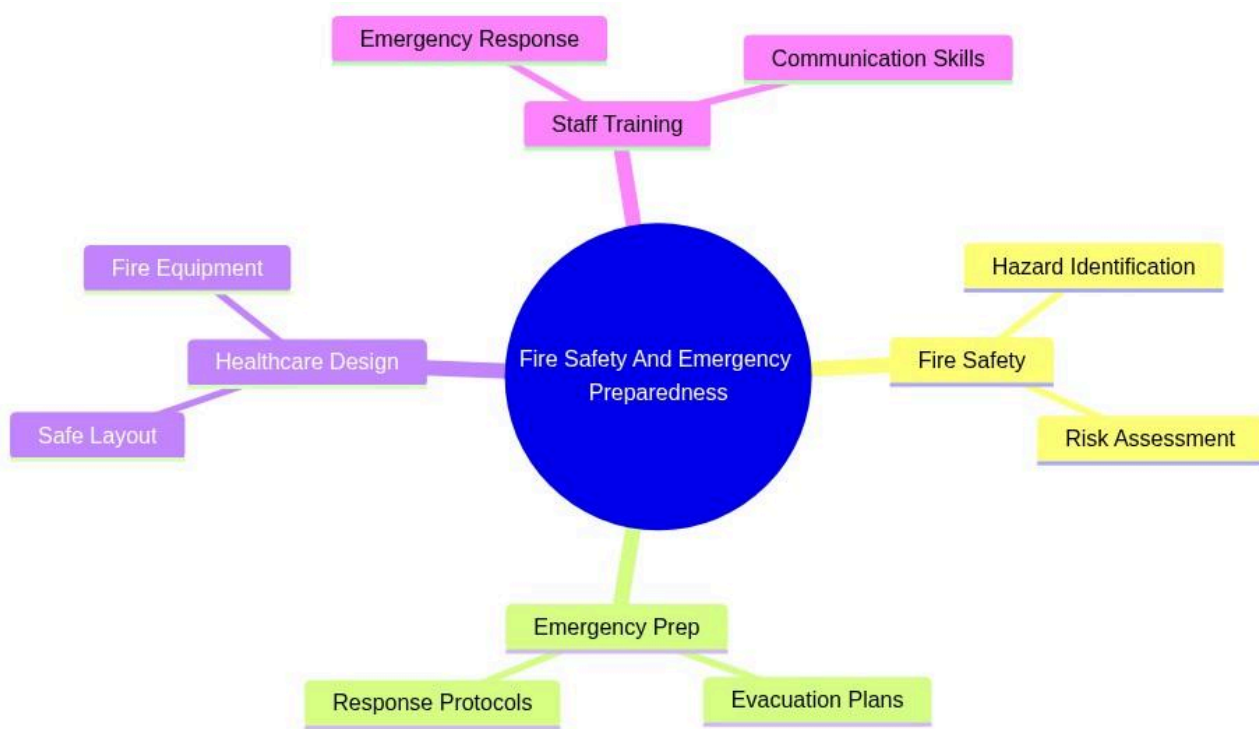 Emergency Response
Communication Skills
Staff Training
Fire Equipment
Hazard Identification
Healthcare Design
Fire Safety And Emergency
Preparedness
Fire Safety
Safe Layout
Risk Assessment
Emergency Prep
Response Protocols
Evacuation Plans